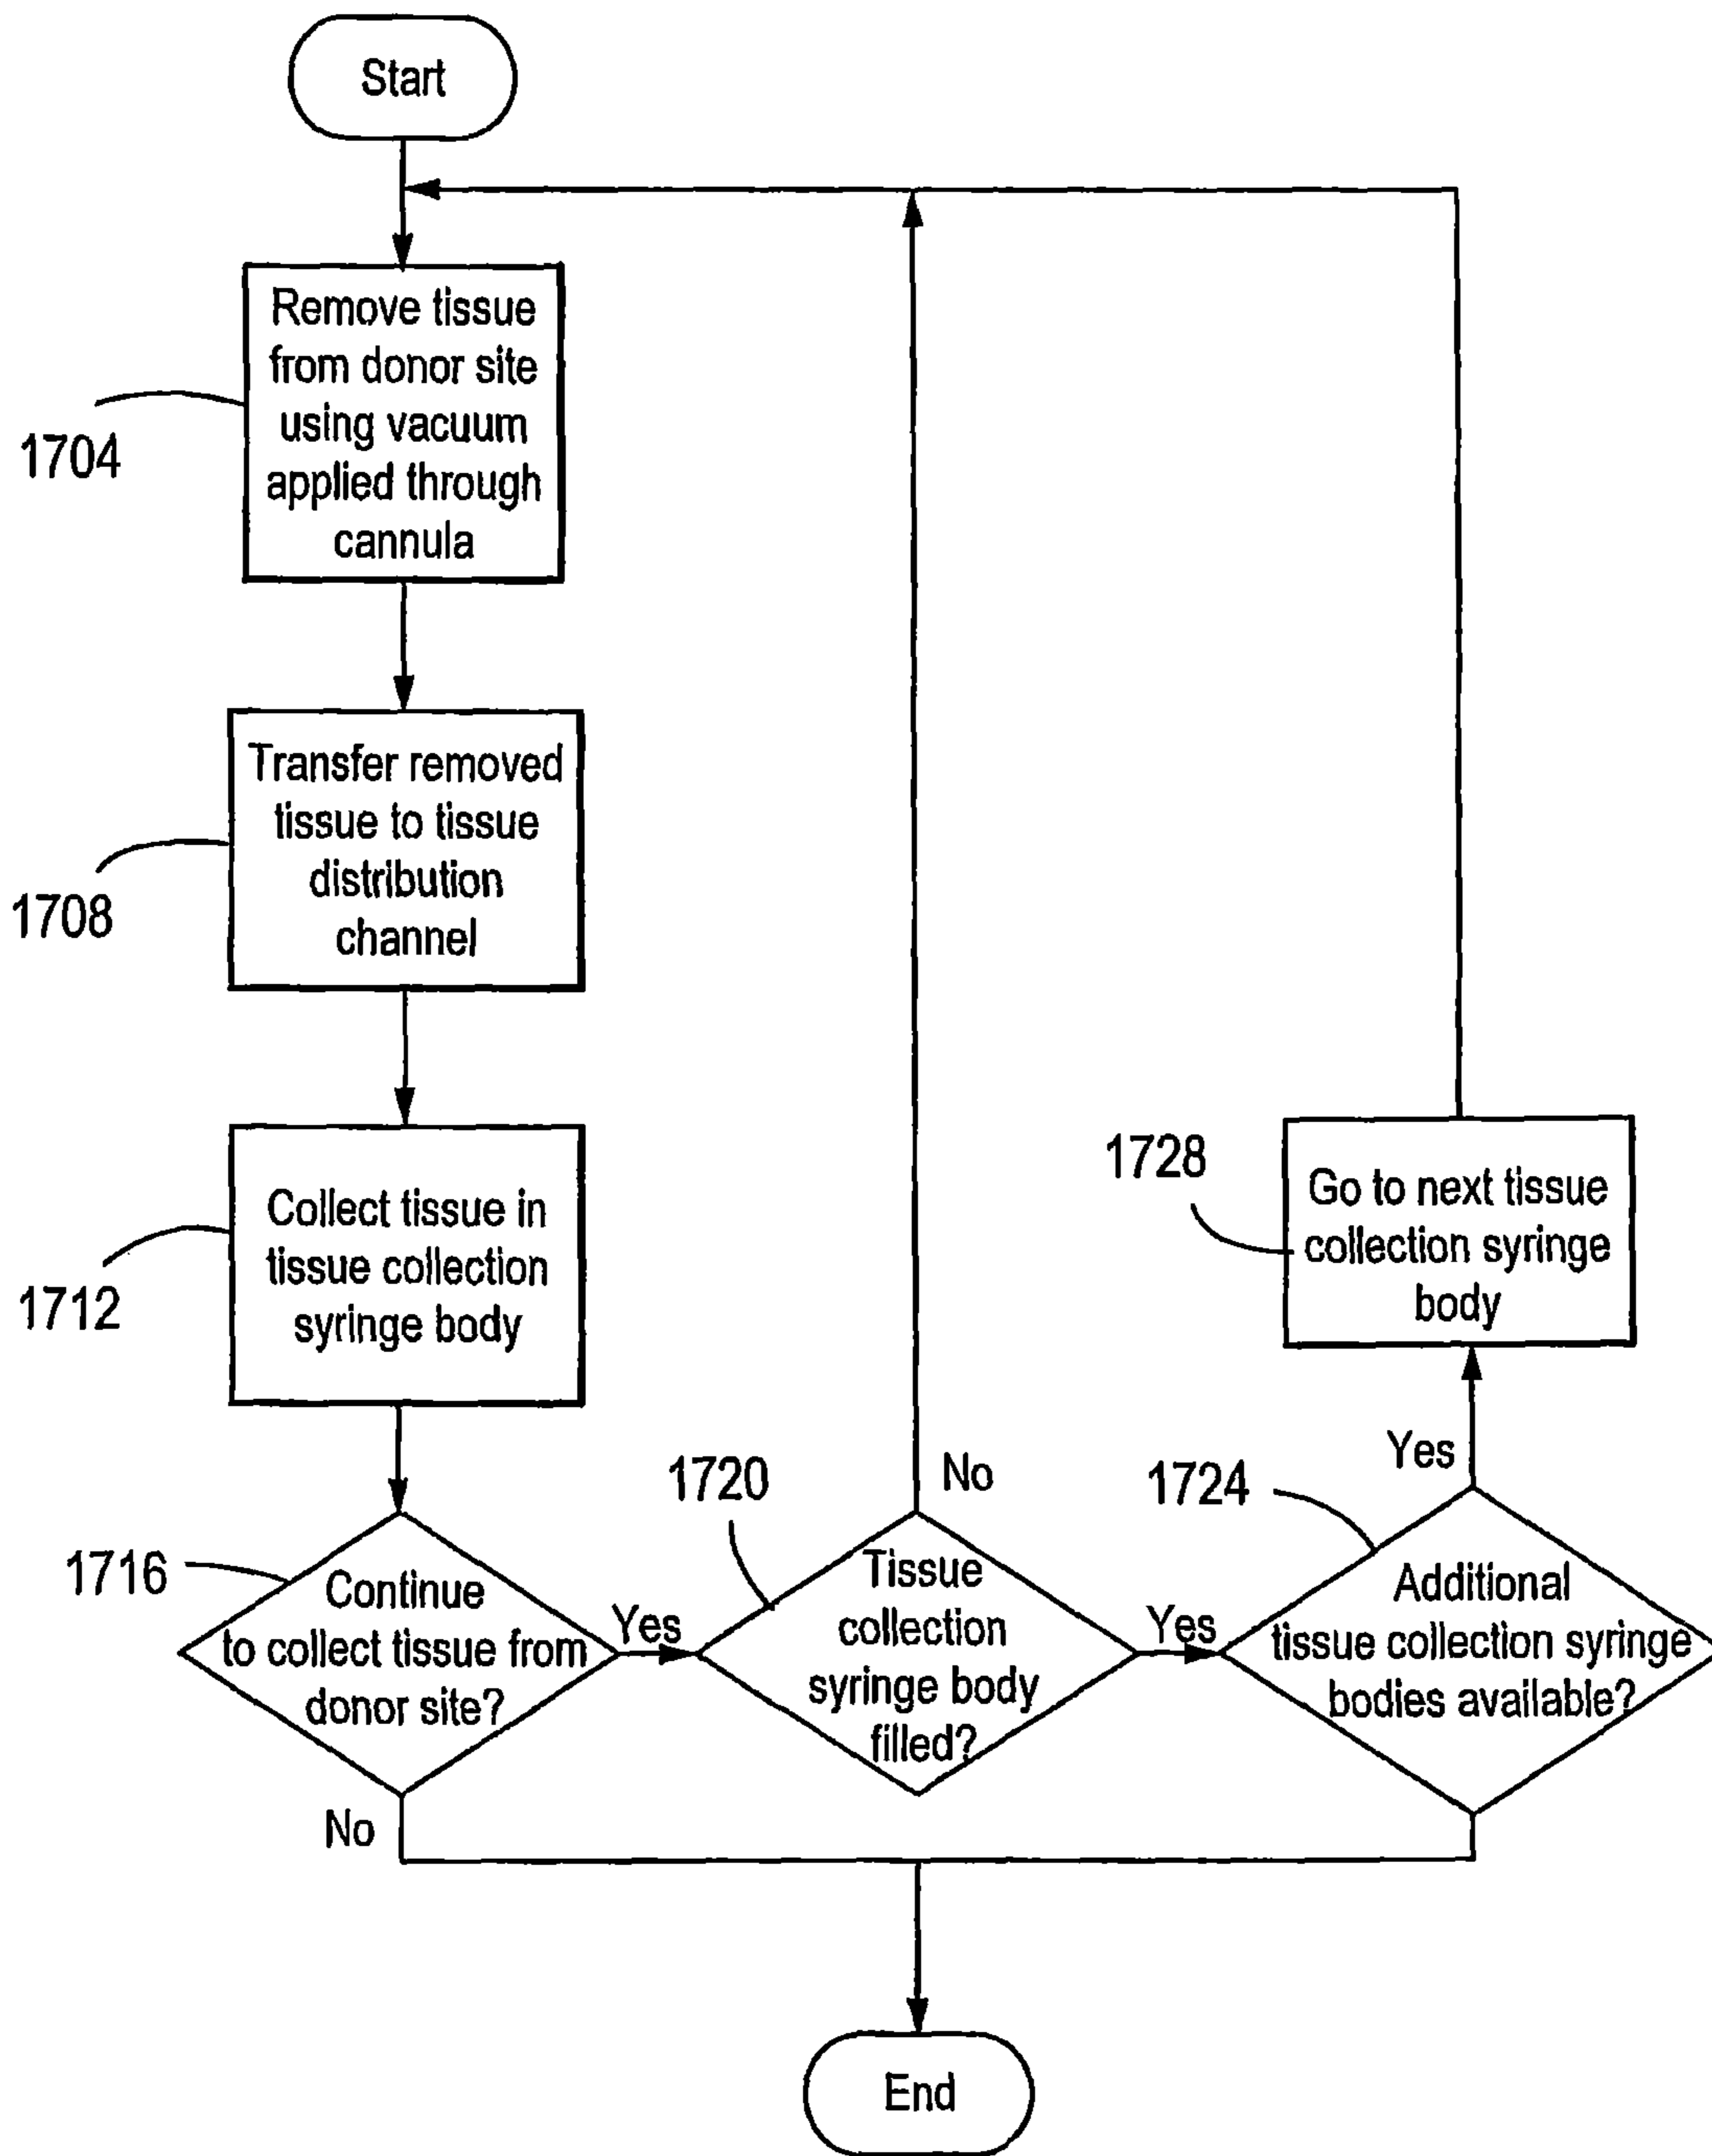 Start
Remove tissue
from donor site
using vacuum
applied through
cannula
1704
Transfer removed
tissue to tissue
distribution
channel
1708
Collect tissue in
tissue collection
syringe body
1712
1728
Go to next tissue
collection syringe
body
Yes
No
1720
1724
1716
Continue
to collect tissue from
donor site?
Yes
Tissue
collection
syringe body
filled?
Yes
Additional
tissue collection syringe
bodies available?
No
End